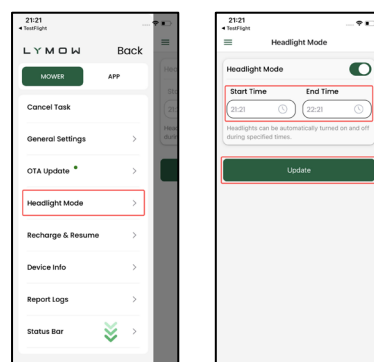 21:21
◀ TestFlight
LYMOW Back
MOWER APP
Cancel Task
General Settings
OTA Update
Headlight Mode
Recharge & Resume
Device Info
Report Logs
Status Bar
21:21
◀ TestFlight
Headlight Mode
Headlight Mode
Start Time End Time
21:21 22:21
Headlights can be automatically turned on and off
during specified times.
Update